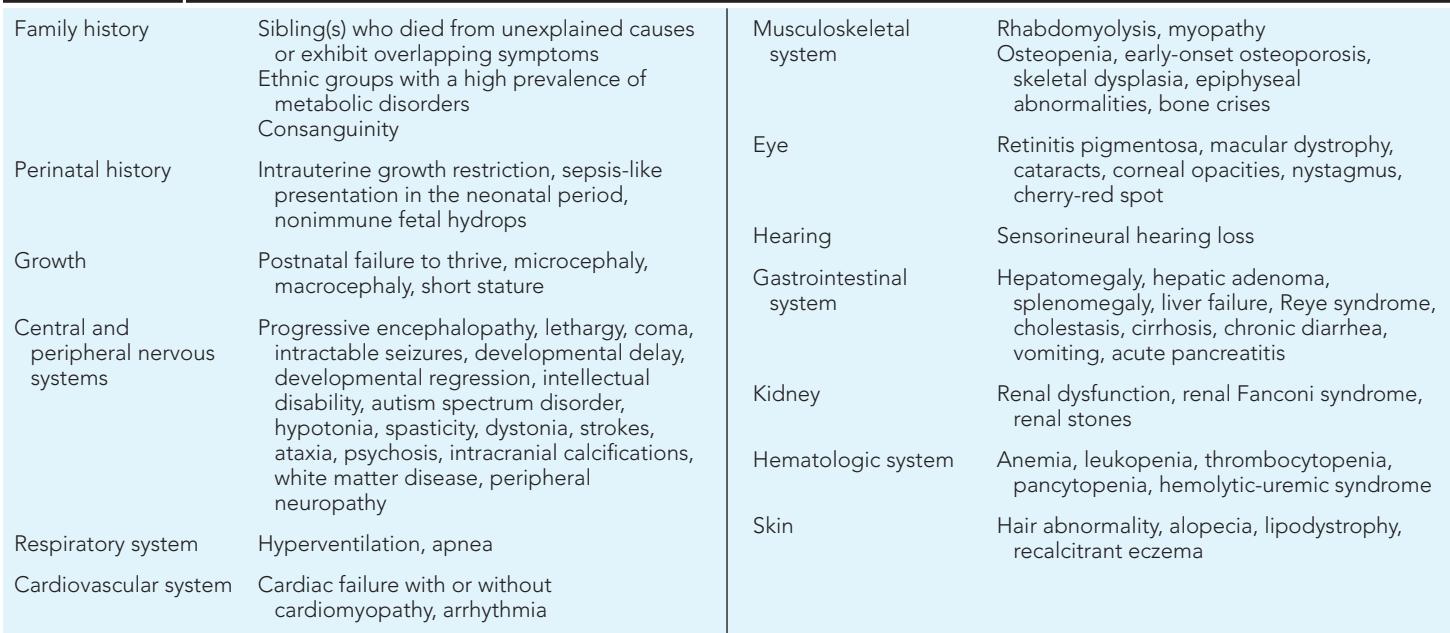 Family history Sibling(s) who died from unexplained causes
or exhibit overlapping symptoms
Ethnic groups with a high prevalence of
metabolic disorders
Consanguinity
Perinatal history Intrauterine growth restriction, sepsis-like
presentation in the neonatal period,
nonimmune fetal hydrops
Growth Postnatal failure to thrive, microcephaly,
macrocephaly, short stature
Central and Progressive encephalopathy, lethargy, coma,
peripheral nervous intractable seizures, developmental delay,
systems developmental regression, intellectual
disability, autism spectrum disorder,
hypotonia, spasticity, dystonia, strokes,
ataxia, psychosis, intracranial calcifications,
white matter disease, peripheral
neuropathy
Respiratory system Hyperventilation, apnea
Cardiovascular system Cardiac failure with or without
cardiomyopathy, arrhythmia
Musculoskeletal Rhabdomyolysis, myopathy
system Osteopenia, early-onset osteoporosis,
skeletal dysplasia, epiphyseal
abnormalities, bone crises
Eye Retinitis pigmentosa, macular dystrophy,
cataracts, corneal opacities, nystagmus,
cherry-red spot
Hearing Sensorineural hearing loss
Gastrointestinal Hepatomegaly, hepatic adenoma,
system splenomegaly, liver failure, Reye syndrome,
cholestasis, cirrhosis, chronic diarrhea,
vomiting, acute pancreatitis
Kidney Renal dysfunction, renal Fanconi syndrome,
renal stones
Hematologic system Anemia, leukopenia, thrombocytopenia,
pancytopenia, hemolytic-uremic syndrome
Skin Hair abnormality, alopecia, lipodystrophy,
recalcitrant eczema